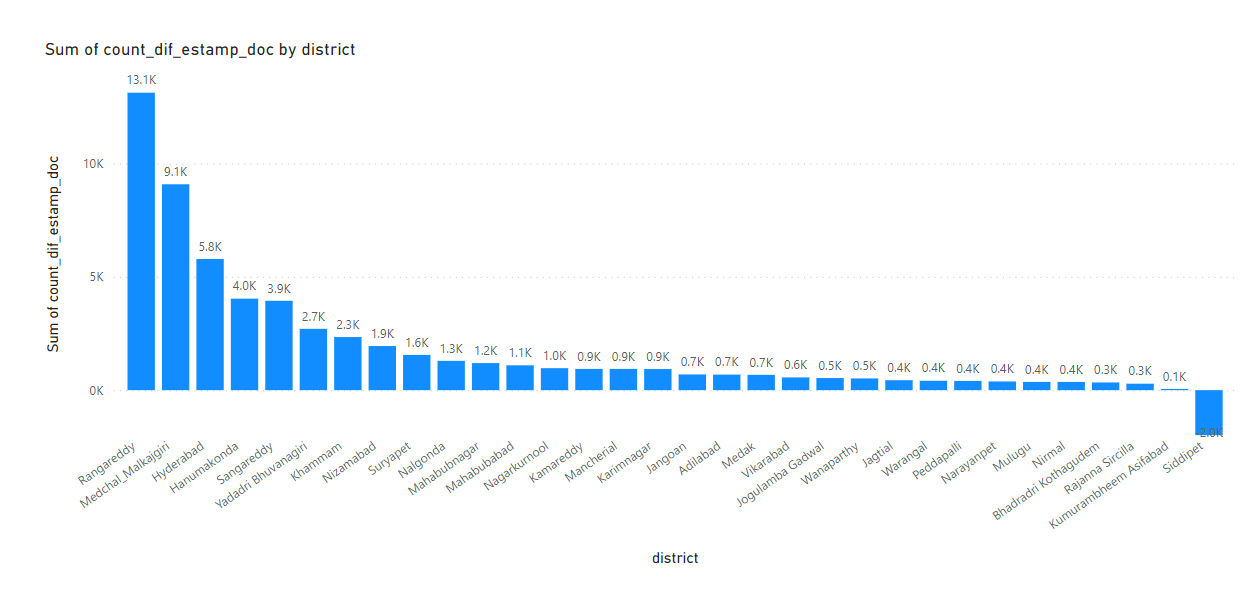 Sum of count_dif_estamp_doc by district
Sum of count_dif_estamp_doc
10K
5K
0K
13.1K
9.1K
5.8K
4.0K
3.9K
2.7K
2.3K
1.9K
1.6K
1.3K
1.2K
1.1K
1.0K
0.9K
0.9K
0.9K
0.7K
0.7K
0.7K
0.6K
0.5K
0.5K
0.4K
0.4K
0.4K
0.4K
0.4K
0.4K
0.3K
0.3K
0.1K
-2.0K
Rangareddy
Medchal_Malkajgiri
Hyderabad
Hanumakonda
Sangareddy
Yadadri Bhuvanagiri
Khammam
Nizamabad
Suryapet
Nalgonda
Mahabubnagar
Mahabubabad
Nagarkurnool
Kamareddy
Mancherial
Karimnagar
Jangoan
Adilabad
Medak
Vikarabad
Jogulamba Gadwal
Wanaparthy
Jagtial
Warangal
Peddapalli
Narayanpet
Mulugu
Nirmal
Bhadradri Kothagudem
Rajanna Sircilla
Kumurambheem Asifabad
Siddipet
district